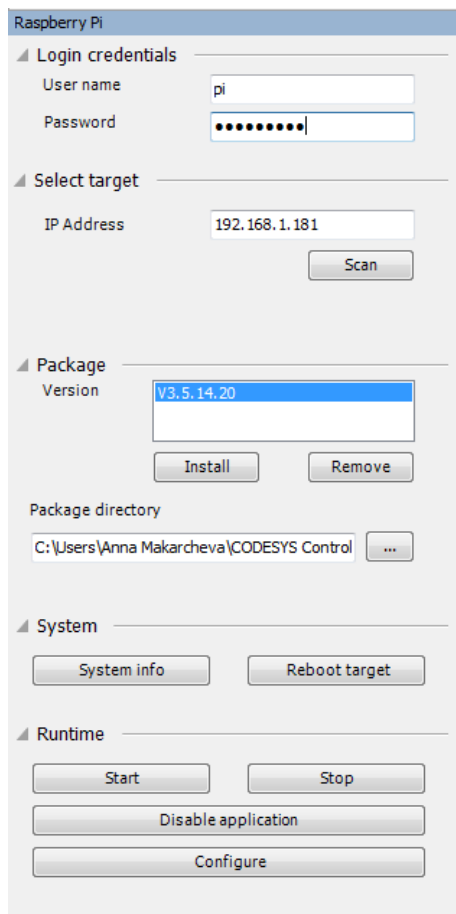 Raspberry Pi
Login credentials
User name
pi
Password
●●●●●●●●●
Select target
IP Address
192.168.1.181
Scan
Package
Version
V3.5.14.20
Install
Remove
Package directory
C:\Users\Anna Makarcheva\CODESYS Control
...
System
System info
Reboot target
Runtime
Start
Stop
Disable application
Configure